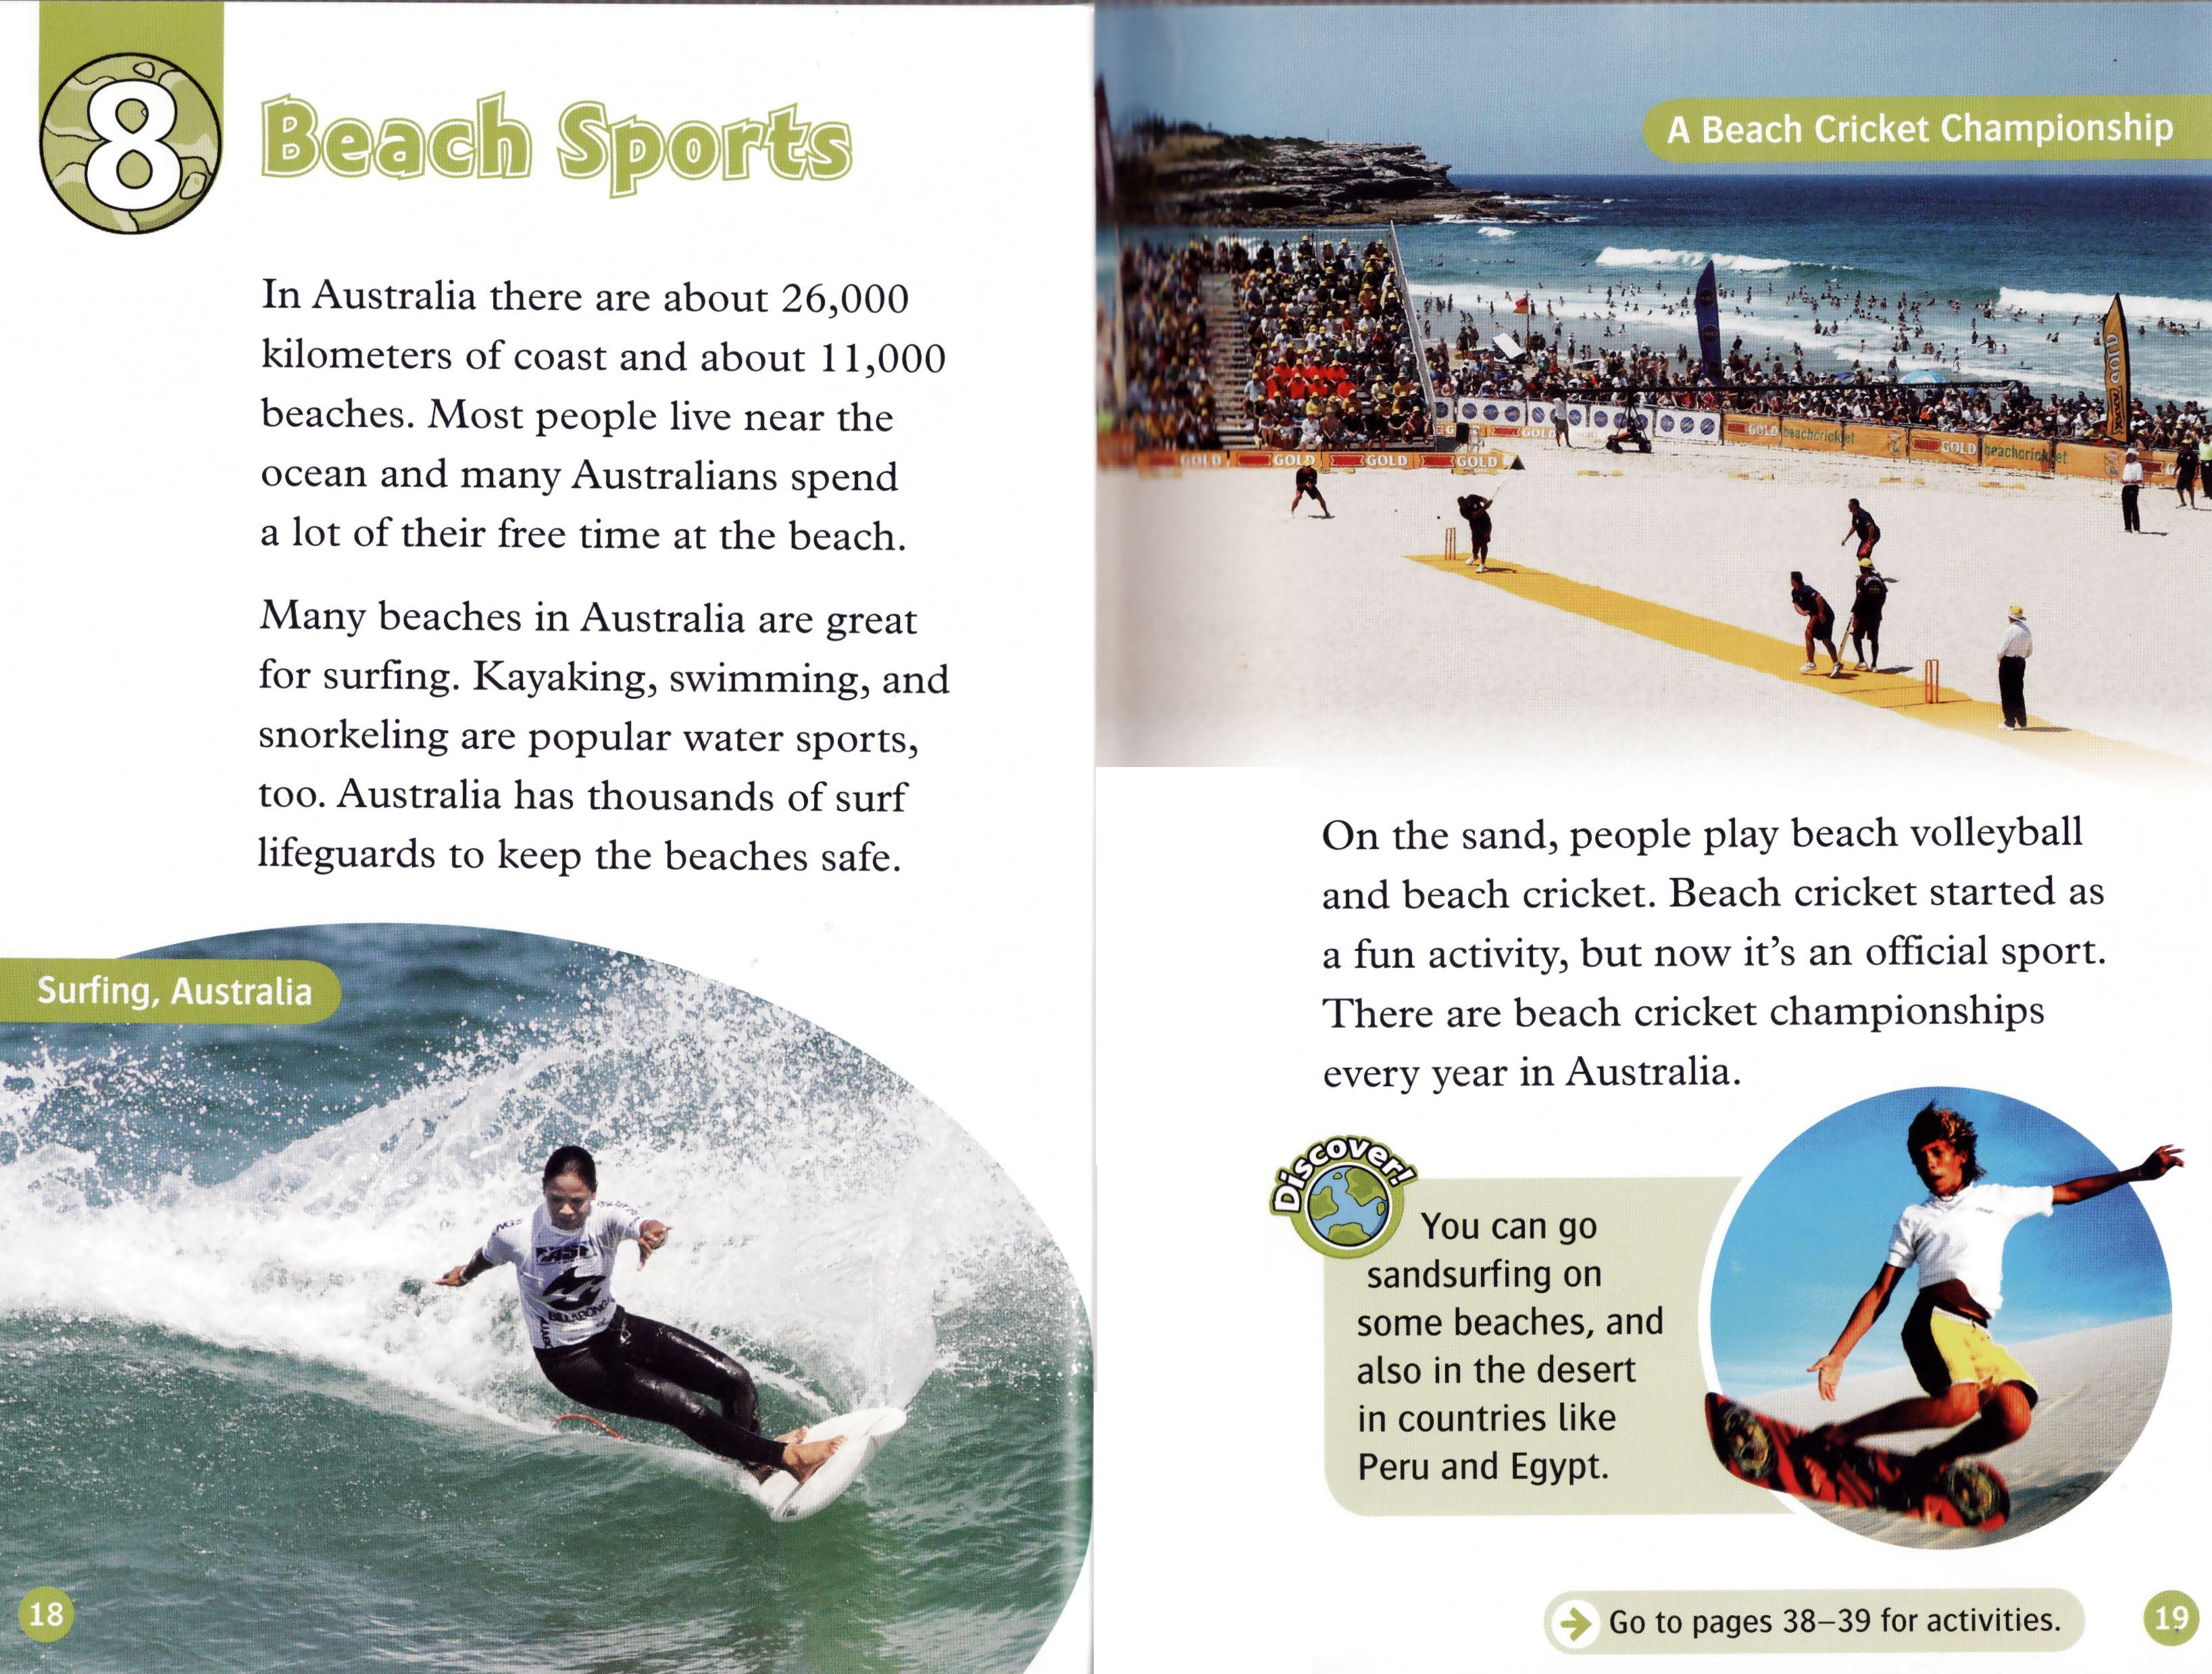 8
Beach Sports
In Australia there are about 26,000
kilometers of coast and about 11,000
beaches. Most people live near the
ocean and many Australians spend
a lot of their free time at the beach.
Many beaches in Australia are great
for surfing. Kayaking, swimming, and
snorkeling are popular water sports,
too. Australia has thousands of surf
lifeguards to keep the beaches safe.
Surfing, Australia
BILLABONG
18
A Beach Cricket Championship
GOLD
GOLD beachcricket
GOLD beachcricket
GOLD GOLD GOLD GOLD
GOLD
On the sand, people play beach volleyball
and beach cricket. Beach cricket started as
a fun activity, but now it's an official sport.
There are beach cricket championships
every year in Australia.
Discover!
You can go
sandsurfing on
some beaches, and
also in the desert
in countries like
Peru and Egypt.
Go to pages 38–39 for activities.
19